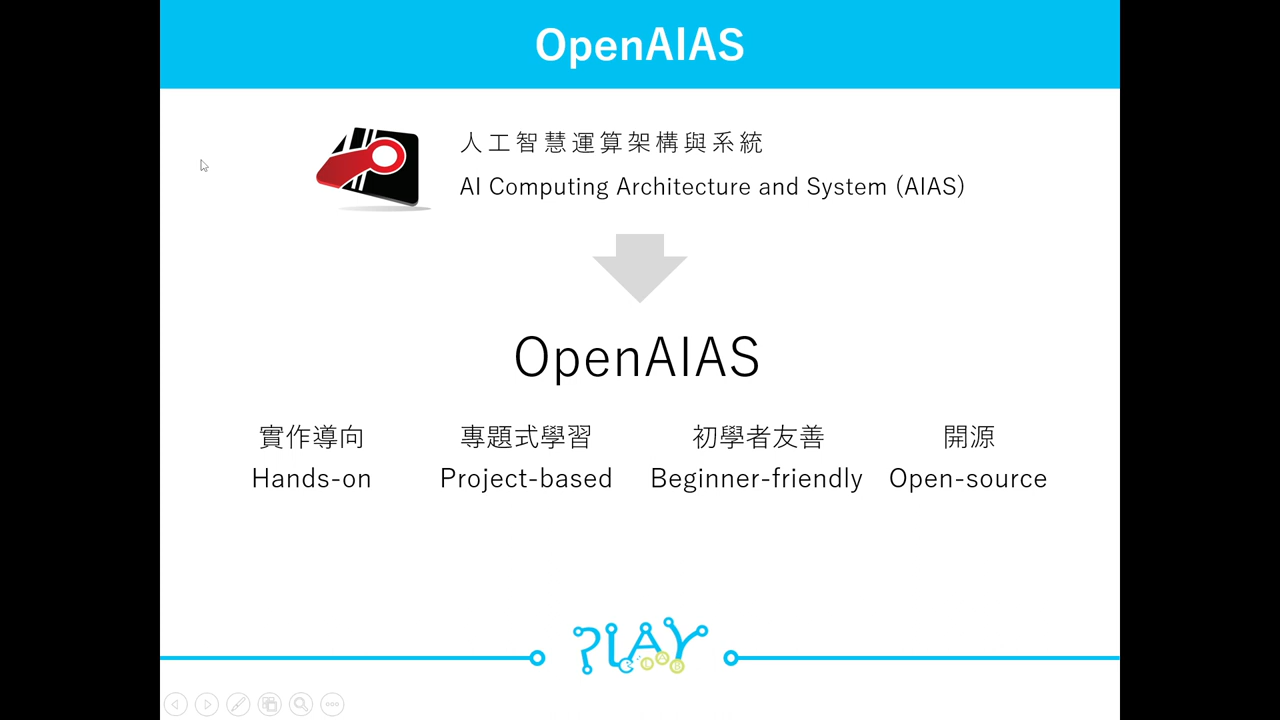 OpenAIAS
人工智慧運算架構與系統
AI Computing Architecture and System (AIAS)
OpenAIAS
實作導向
Hands-on
專題式學習
Project-based
初學者友善
Beginner-friendly
開源
Open-source
PLAY
LAB